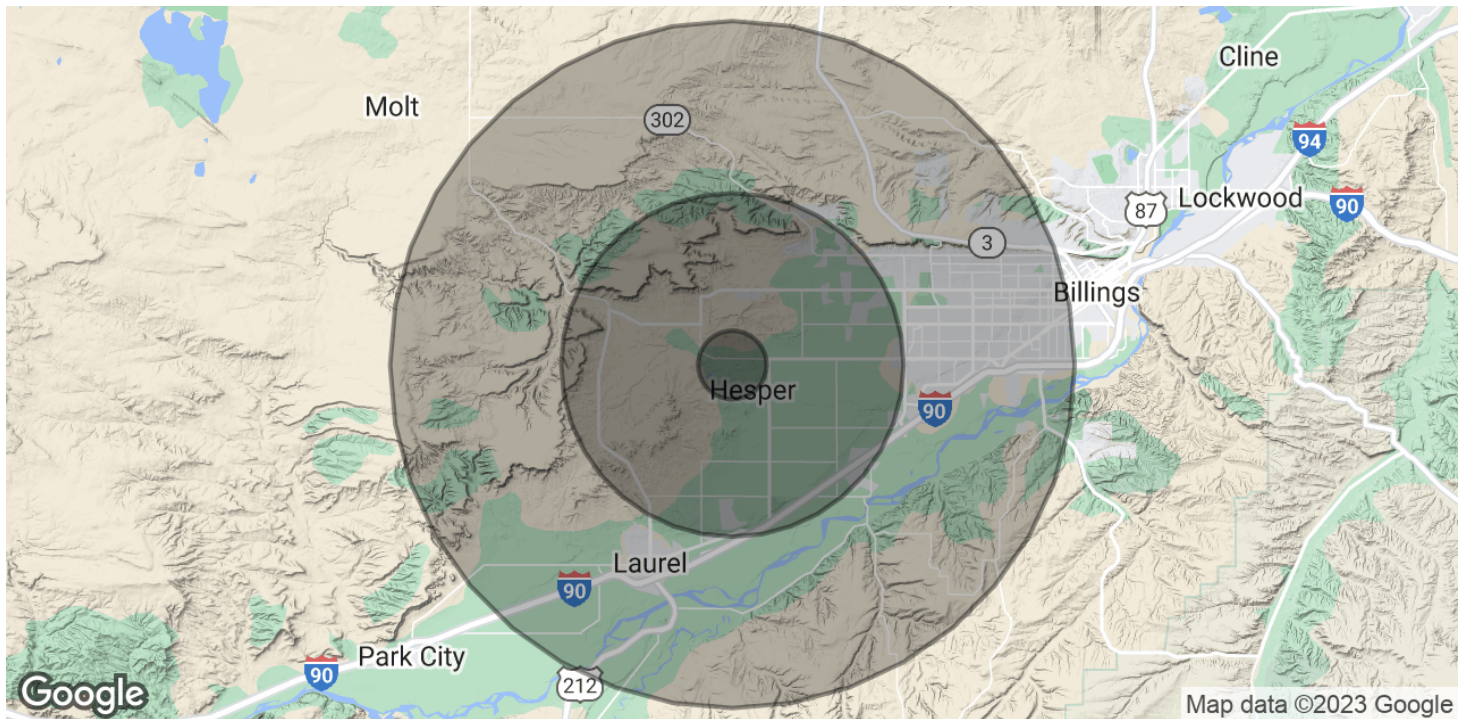 Cline
Molt
302
94
Lockwood
90
87
3
Billings
Hesper
90
Laurel
90
Park City
90
212
Google
Map data ©2023 Google